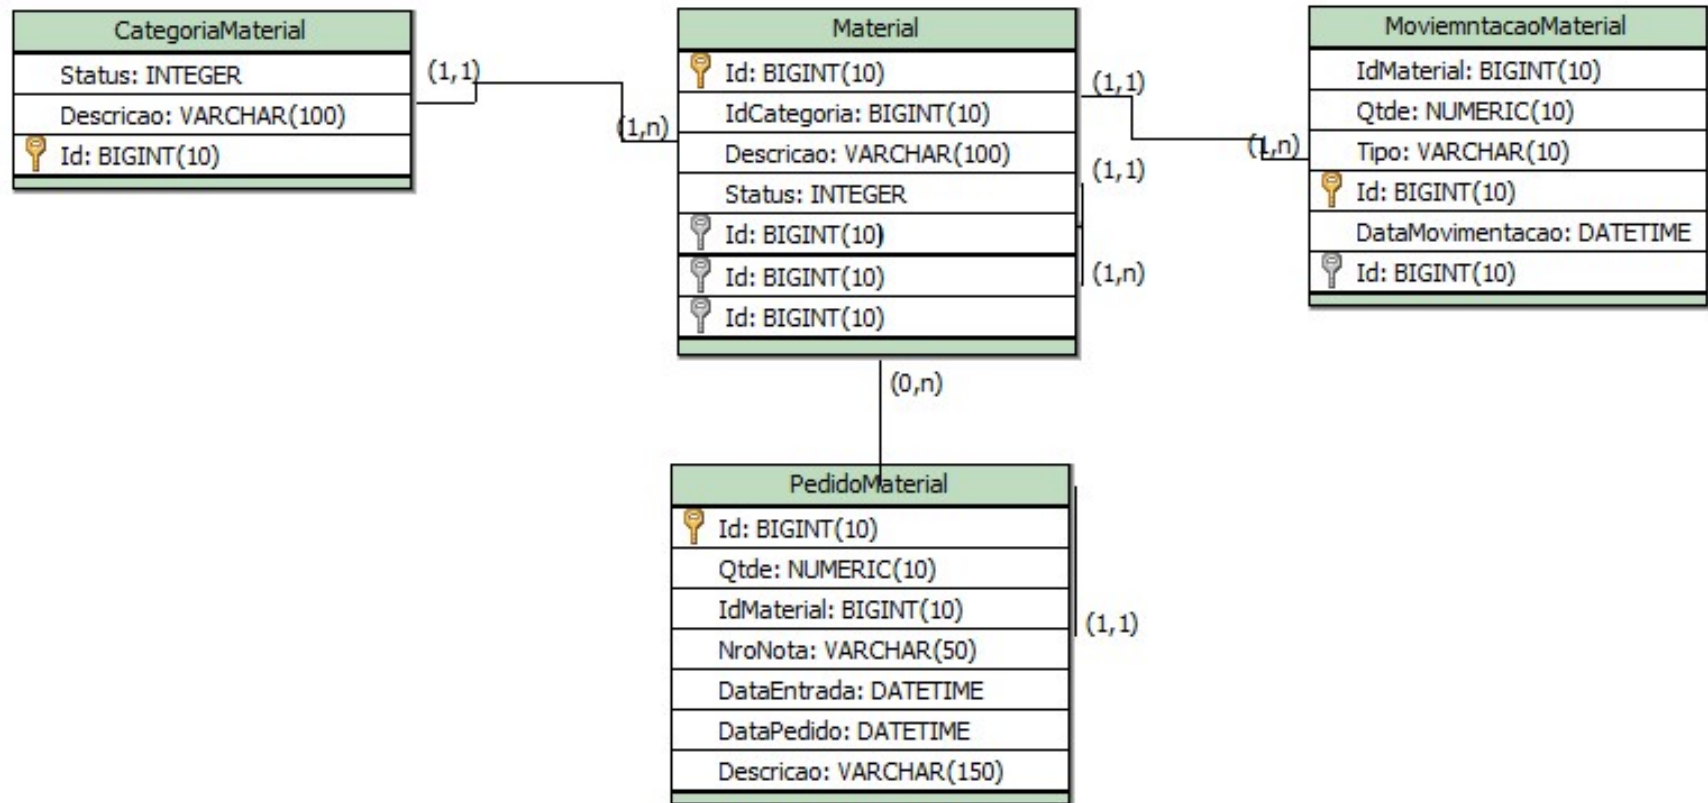 CategoriaMaterial
Status: INTEGER
Descricao: VARCHAR(100)
Id: BIGINT(10)
(1,1)
(1,n)
Material
Id: BIGINT(10)
IdCategoria: BIGINT(10)
Descricao: VARCHAR(100)
Status: INTEGER
Id: BIGINT(10)
Id: BIGINT(10)
Id: BIGINT(10)
(1,1)
(1,n)
(1,1)
(1,n)
MoviemntacaoMaterial
IdMaterial: BIGINT(10)
Qtde: NUMERIC(10)
Tipo: VARCHAR(10)
Id: BIGINT(10)
DataMovimentacao: DATETIME
Id: BIGINT(10)
(0,n)
PedidoMaterial
Id: BIGINT(10)
Qtde: NUMERIC(10)
IdMaterial: BIGINT(10)
NroNota: VARCHAR(50)
DataEntrada: DATETIME
DataPedido: DATETIME
Descricao: VARCHAR(150)
(1,1)